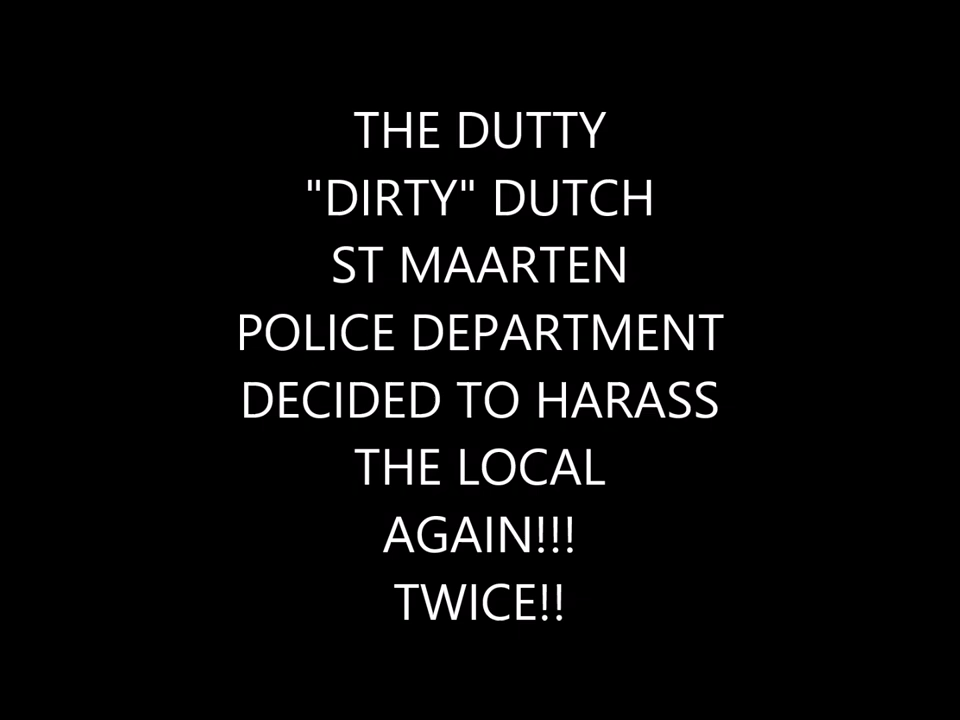 THE DUTTY
"DIRTY" DUTCH
ST MAARTEN
POLICE DEPARTMENT
DECIDED TO HARASS
THE LOCAL
AGAIN!!!
TWICE!!